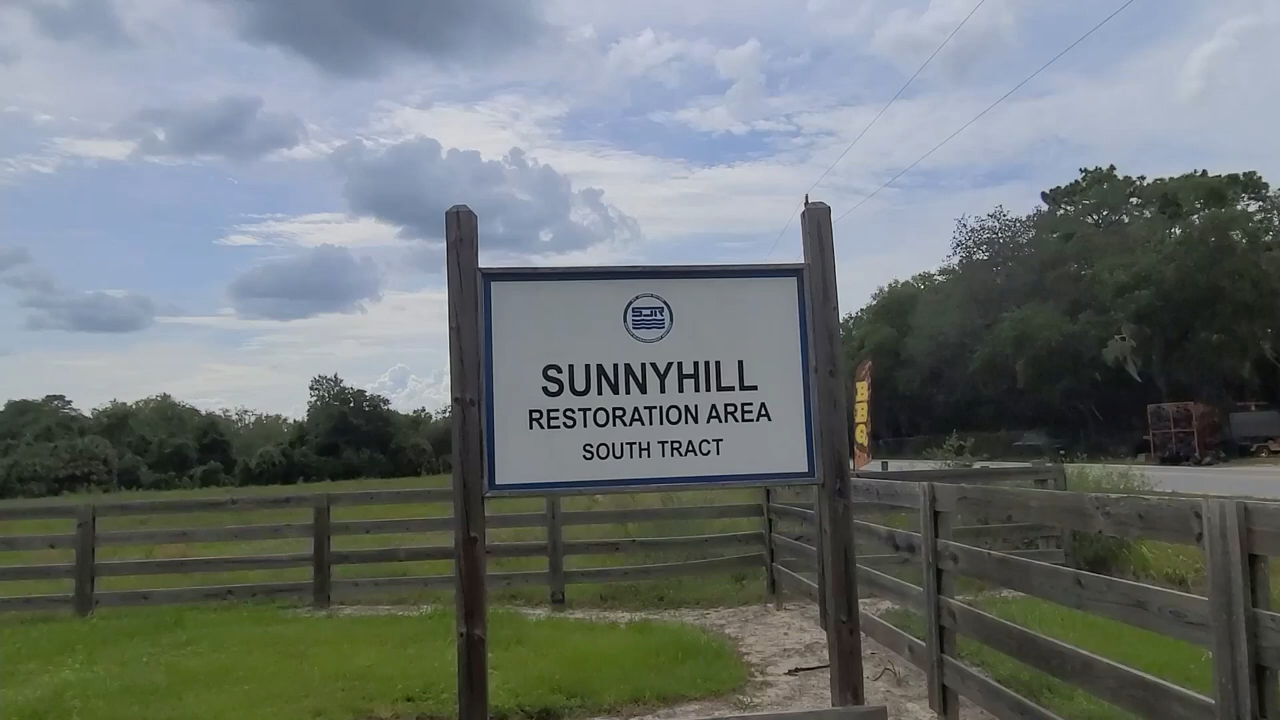 SJR
SUNNYHILL
RESTORATION AREA
SOUTH TRACT
BBQ